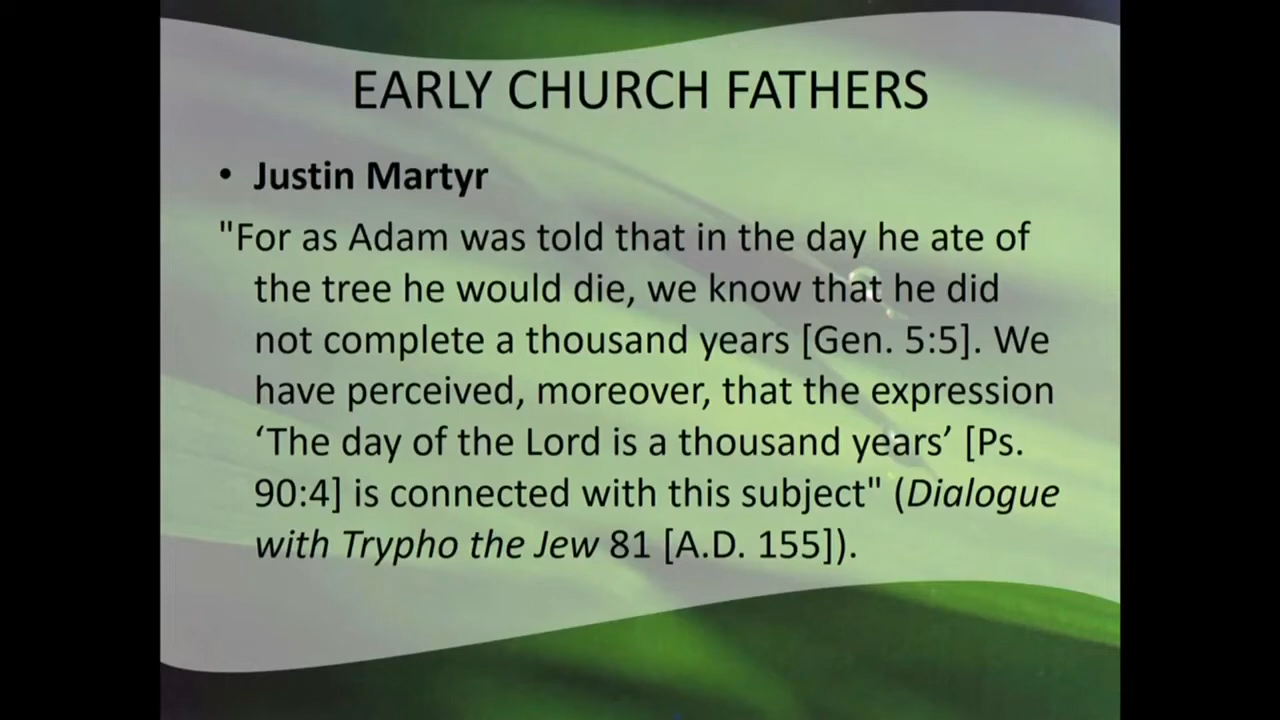 EARLY CHURCH FATHERS
• Justin Martyr
"For as Adam was told that in the day he ate of
the tree he would die, we know that he did
not complete a thousand years [Gen. 5:5]. We
have perceived, moreover, that the expression
‘The day of the Lord is a thousand years’ [Ps.
90:4] is connected with this subject" (Dialogue
with Trypho the Jew 81 [A.D. 155]).